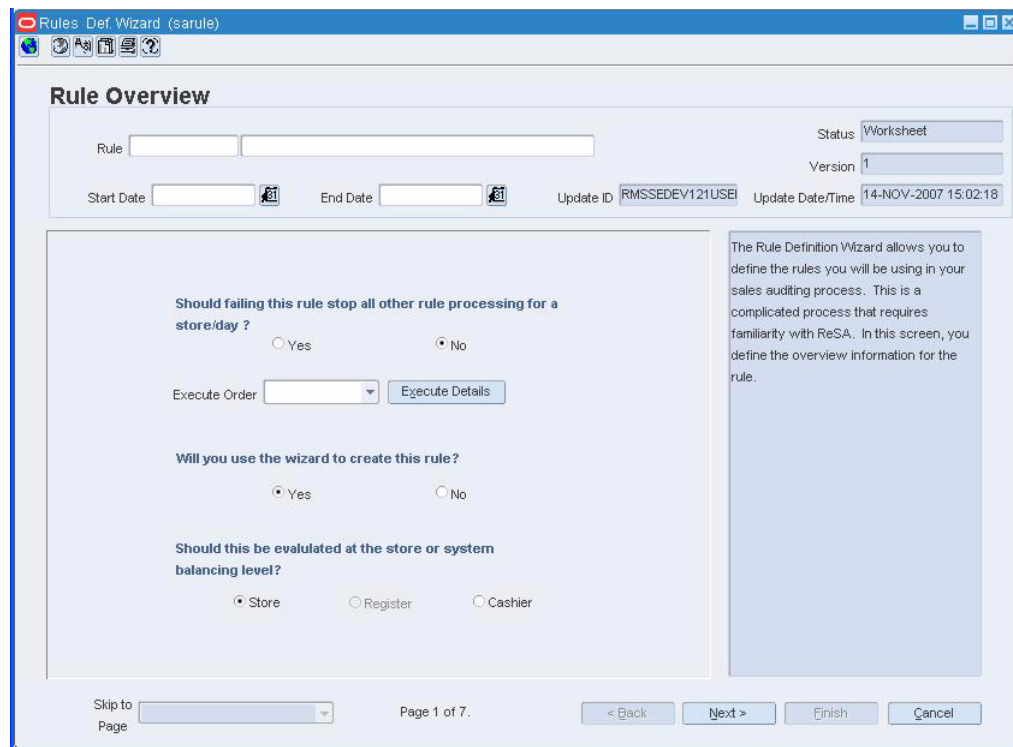 Rules Def. Wizard (sarule)
Rule Overview
Rule
Status Worksheet
Version 1
Start Date
End Date
Update ID RMSSEDEV121USE
Update Date/Time 14-NOV-2007 15:02:18
Should failing this rule stop all other rule processing for a
store/day ?
Yes
No
Execute Order
Execute Details
Will you use the wizard to create this rule?
Yes
No
Should this be evalulated at the store or system
balancing level?
Store
Register
Cashier
The Rule Definition Wizard allows you to
define the rules you will be using in your
sales auditing process. This is a
complicated process that requires
familiarity with ReSA. In this screen, you
define the overview information for the
rule.
Skip to
Page
Page 1 of 7.
< Back
Next >
Finish
Cancel